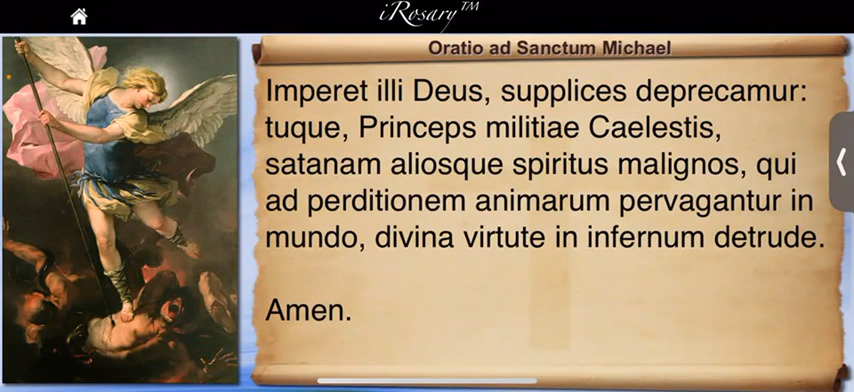 iRosary™
Oratio ad Sanctum Michael
Imperet illi Deus, supplices deprecamur:
tuque, Princeps militiae Caelestis,
satanam aliosque spiritus malignos, qui
ad perditionem animarum pervagantur in
mundo, divina virtute in infernum detrude.
Amen.